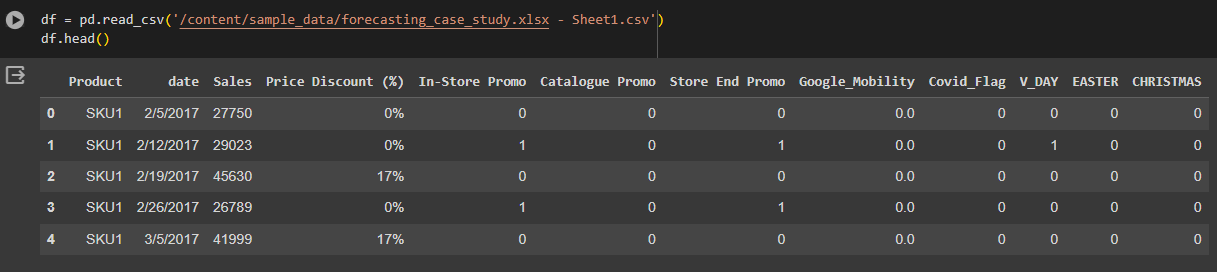 df = pd.read_csv('/content/sample_data/forecasting_case_study.xlsx - Sheet1.csv')
df.head()
Product date Sales Price Discount (%) In-Store Promo Catalogue Promo Store End Promo Google_Mobility Covid_Flag V_DAY EASTER CHRISTMAS
0 SKU1 2/5/2017 27750 0% 0 0 0 0.0 0 0 0 0
1 SKU1 2/12/2017 29023 0% 1 0 1 0.0 0 1 0 0
2 SKU1 2/19/2017 45630 17% 0 0 0 0.0 0 0 0 0
3 SKU1 2/26/2017 26789 0% 1 0 1 0.0 0 0 0 0
4 SKU1 3/5/2017 41999 17% 0 0 0 0.0 0 0 0 0